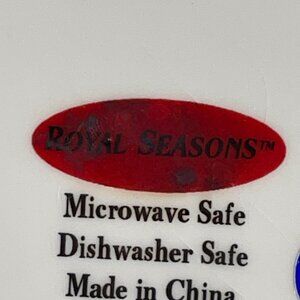 ROYAL SEASONS™
Microwave Safe
Dishwasher Safe
Made in China